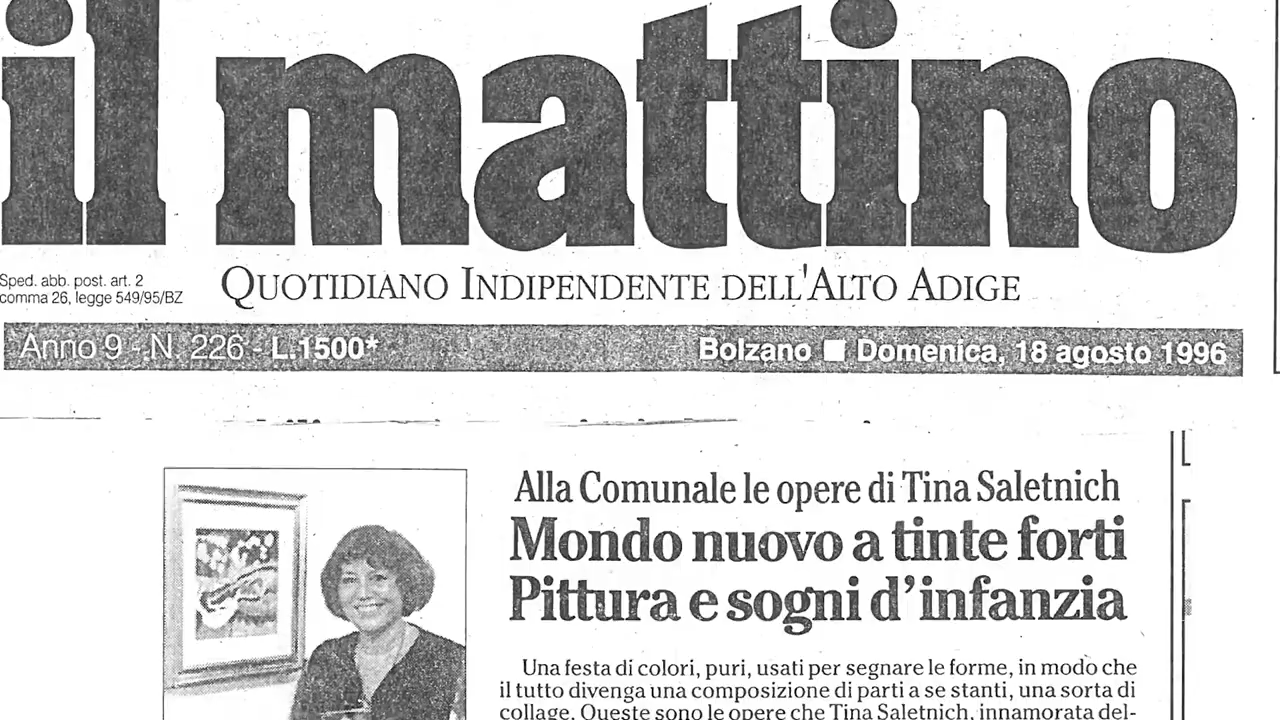 il mattino
Sped. abb. post. art. 2
comma 26, legge 549/95/BZ
QUOTIDIANO INDIPENDENTE DELL'ALTO ADIGE
Anno 9 - N. 226 - L.1500*
Bolzano ■ Domenica, 18 agosto 1996
Alla Comunale le opere di Tina Saletnich
Mondo nuovo a tinte forti
Pittura e sogni d'infanzia
Una festa di colori, puri, usati per segnare le forme, in modo che
il tutto divenga una composizione di parti a se stanti, una sorta di
collage. Queste sono le opere che Tina Saletnich, innamorata del-